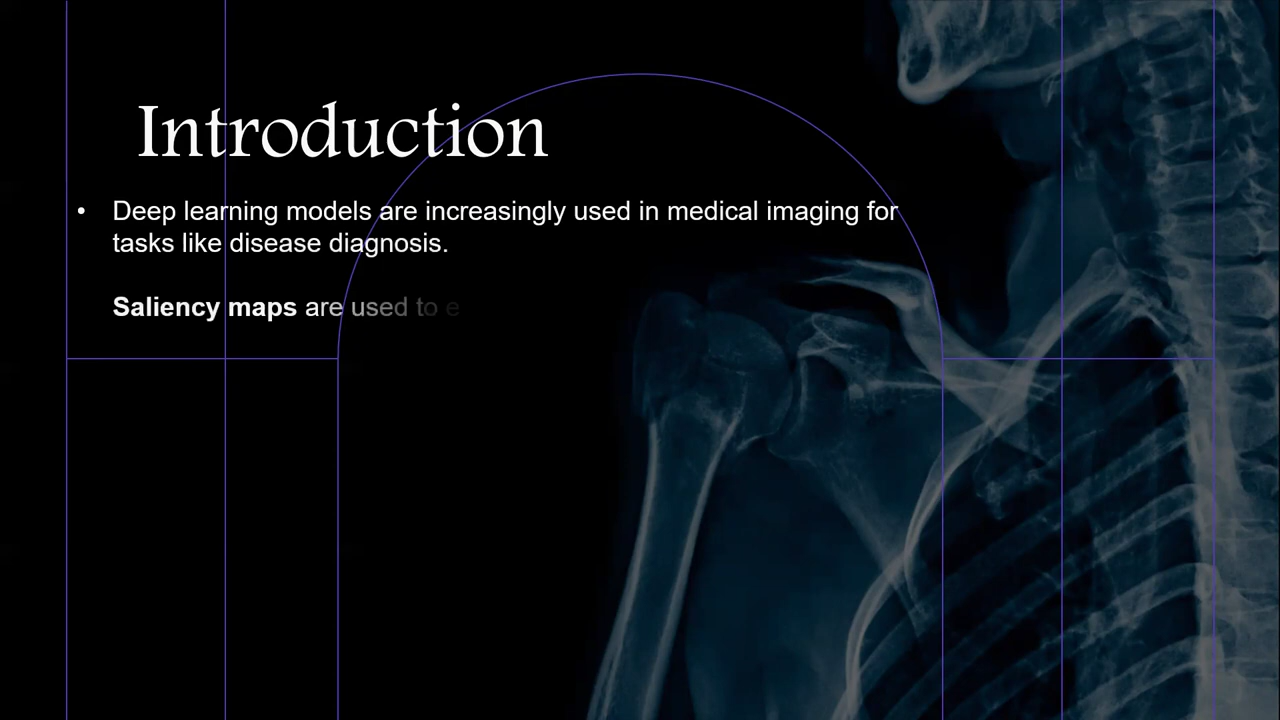 Introduction
• Deep learning models are increasingly used in medical imaging for
tasks like disease diagnosis.
Saliency maps are used to e